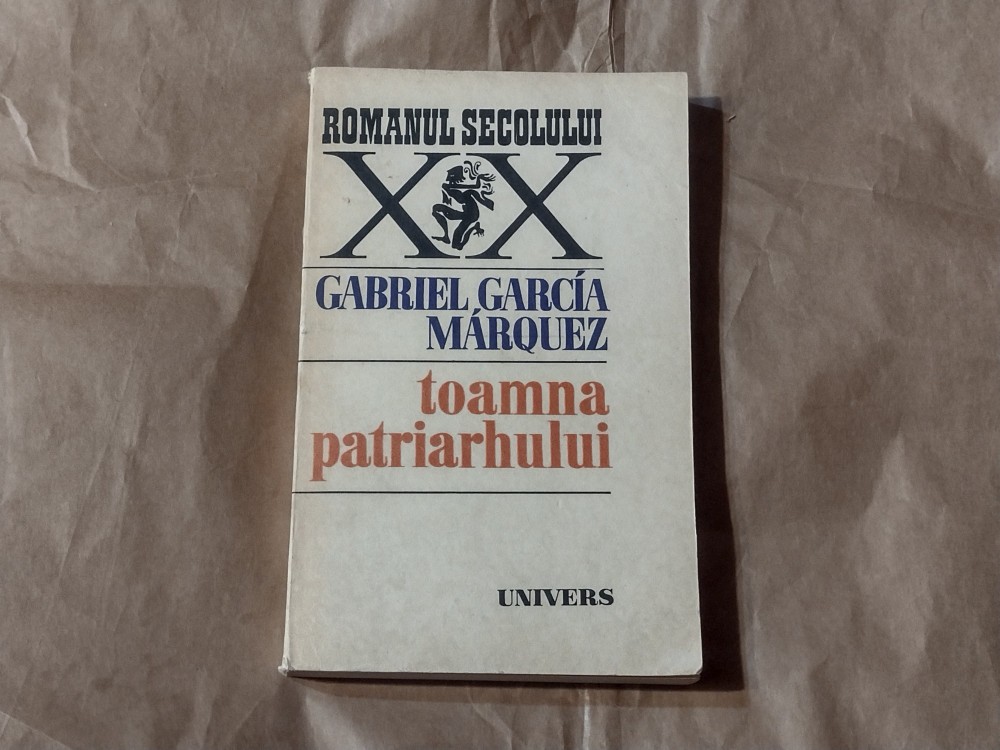 ROMANUL SECOLULUI
XX
GABRIEL GARCÍA
MÁRQUEZ
toamna
patriarhului
UNIVERS